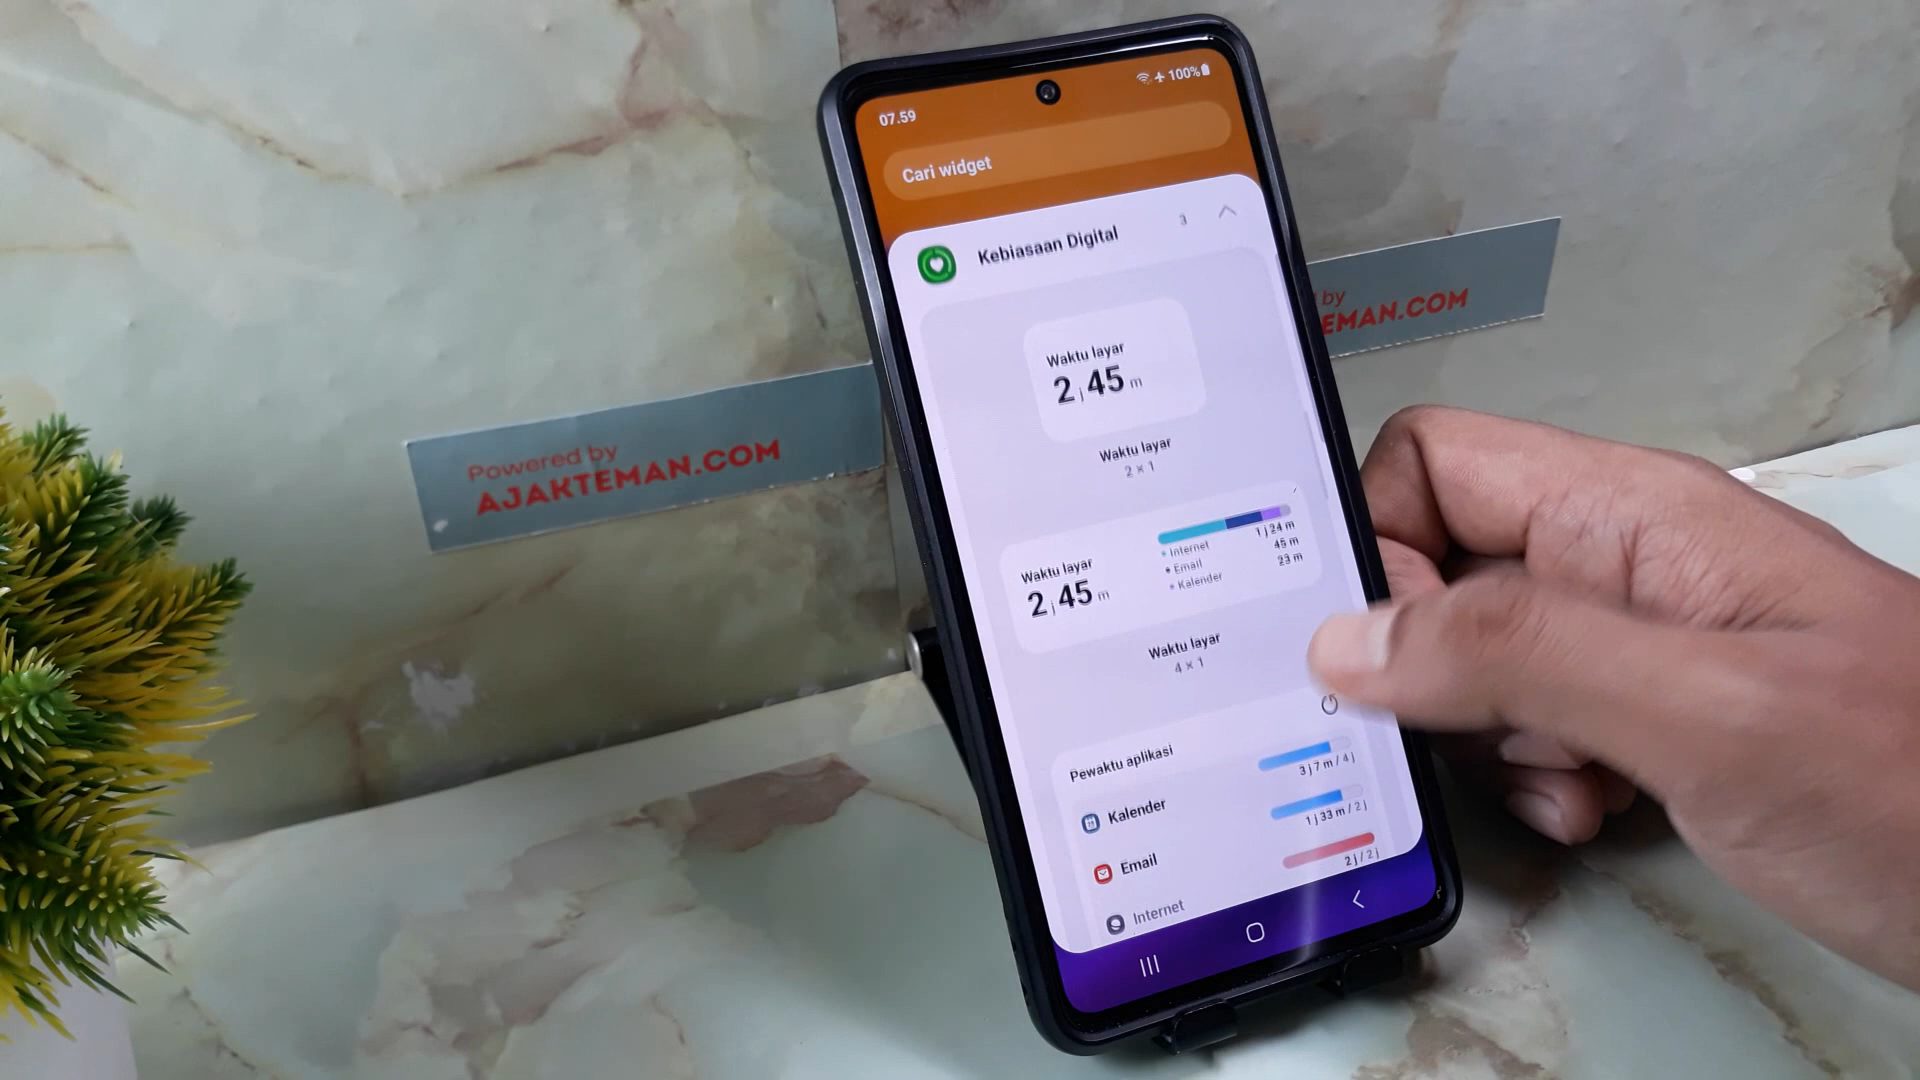 07.59
100%
Cari widget
Kebiasaan Digital
3
Waktu layar
2 j 45 m
Waktu layar
2 × 1
Waktu layar
2 j 45 m
Internet 1 j 24 m
Email 45 m
Kalender 23 m
Waktu layar
4 × 1
Pewaktu aplikasi
Kalender 3 j 7 m / 4 j
Email 1 j 33 m / 2 j
Internet 2 j / 2 j
Powered by
AJAKTEMAN.COM
by
EMAN.COM